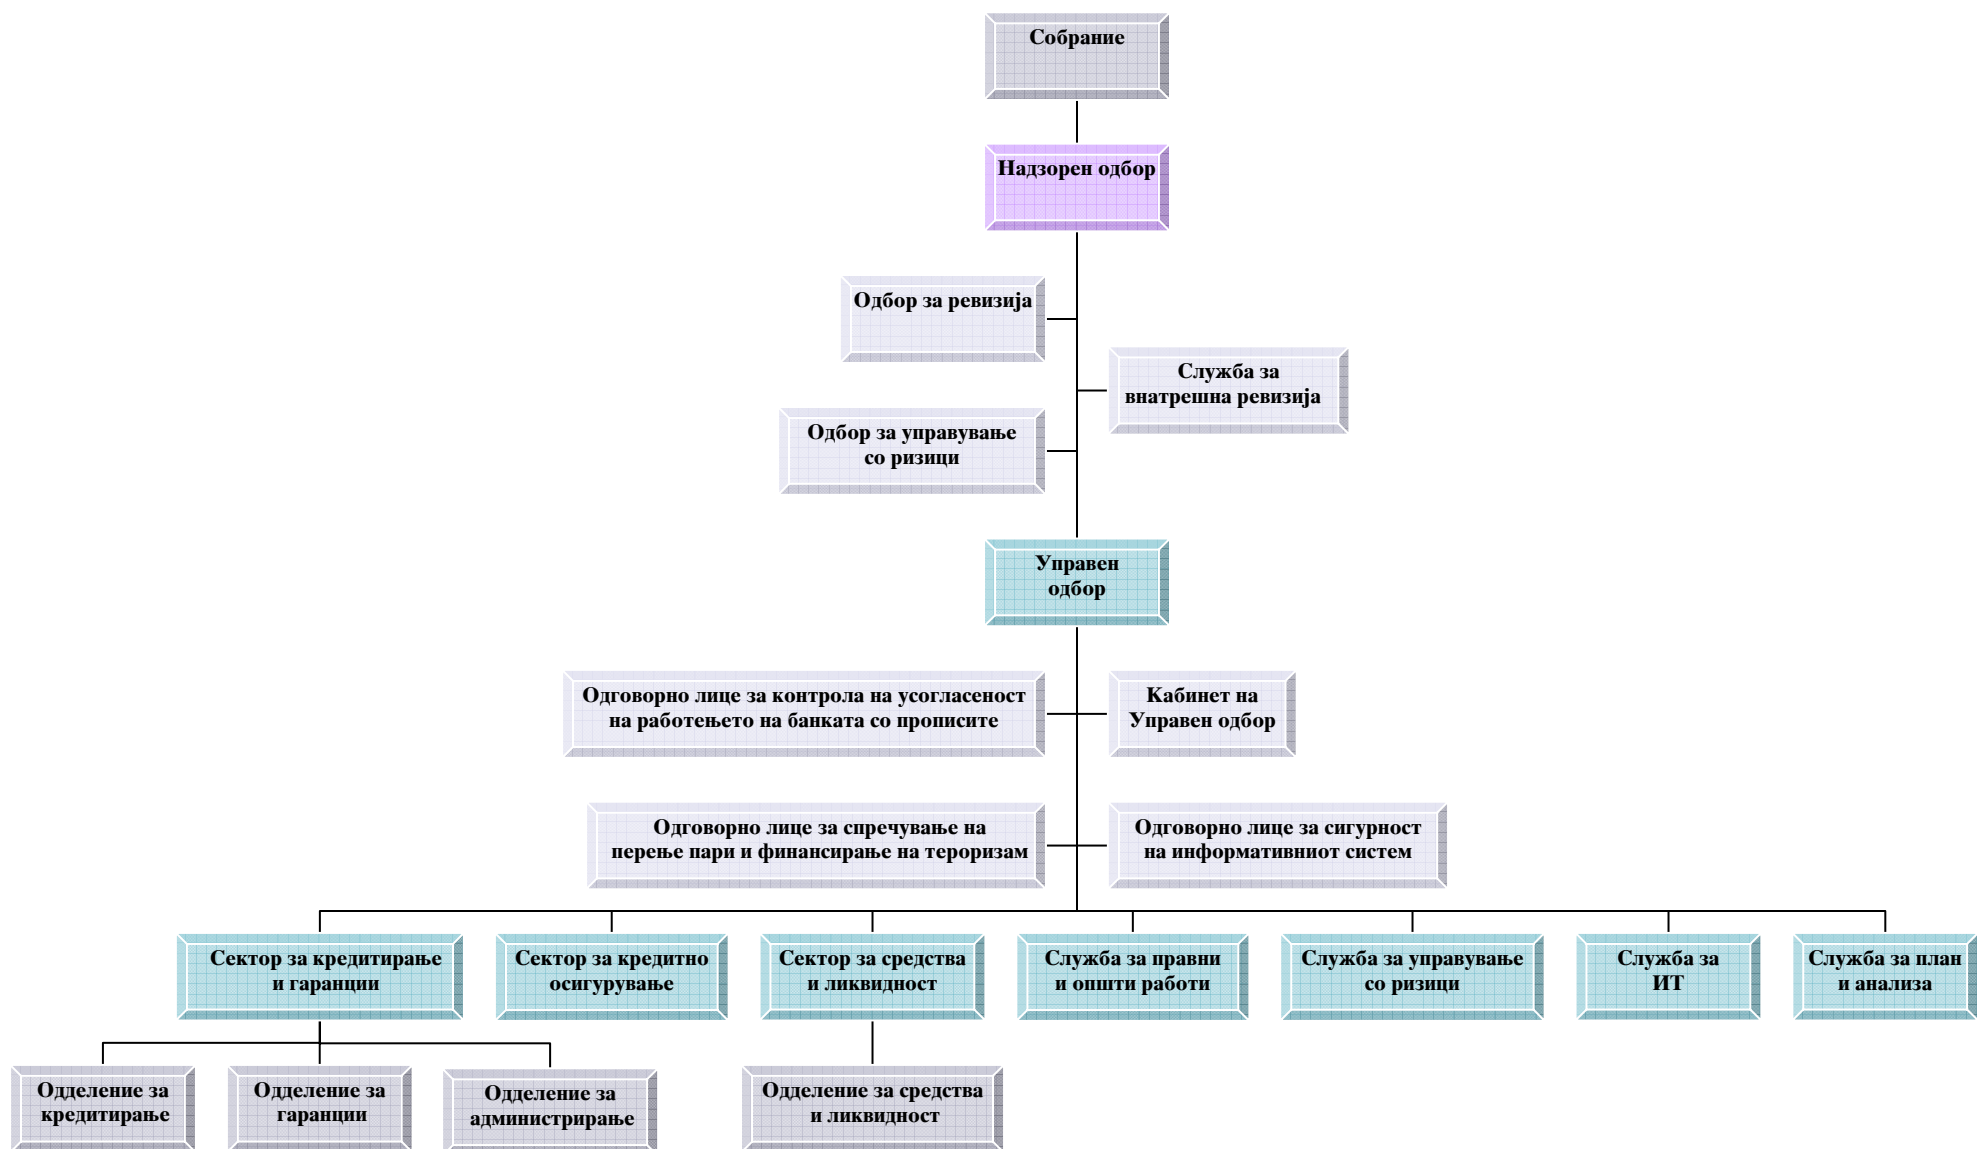 Собрание
Надзорен одбор
Одбор за ревизија
Служба за
внатрешна ревизија
Одбор за управување
со ризици
Управен
одбор
Одговорно лице за контрола на усогласеност
на работењето на банката со прописите
Кабинет на
Управен одбор
Одговорно лице за спречување на
перење пари и финансирање на тероризам
Одговорно лице за сигурност
на информативниот систем
Сектор за кредитирање
и гаранции
Сектор за кредитно
осигурување
Сектор за средства
и ликвидност
Служба за правни
и општи работи
Служба за управување
со ризици
Служба за
ИТ
Служба за план
и анализа
Одделение за
кредитирање
Одделение за
гаранции
Одделение за
администрирање
Одделение за средства
и ликвидност